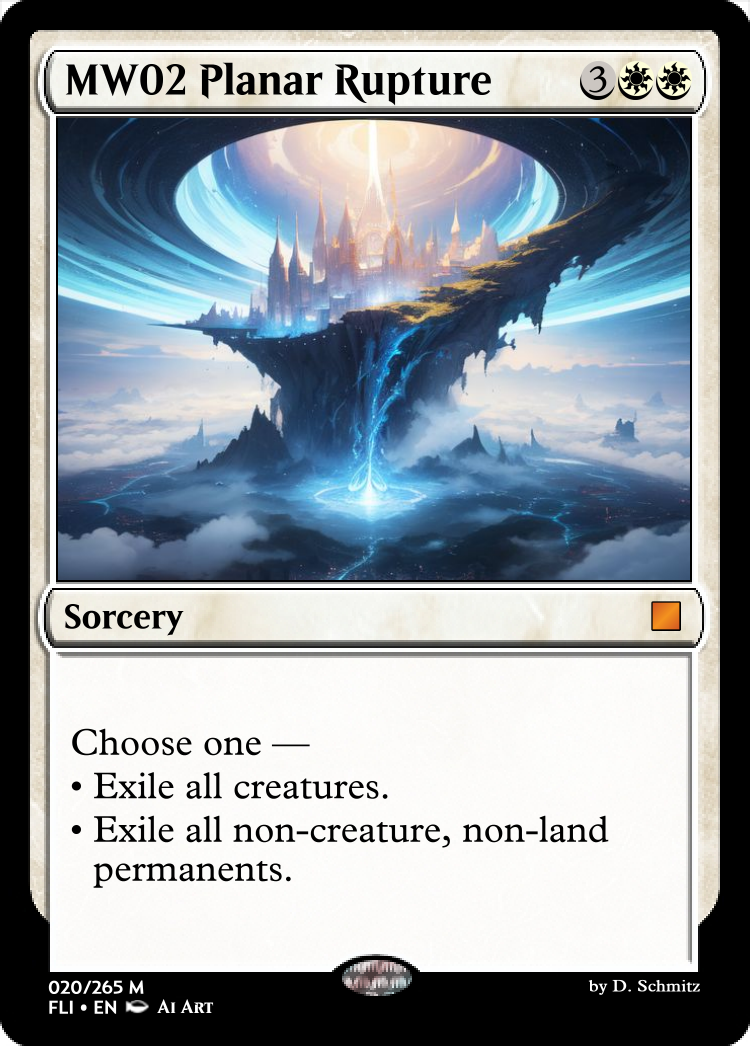 MW02 Planar Rupture 3
Sorcery
Choose one —
• Exile all creatures.
• Exile all non-creature, non-land
permanents.
020/265 M
by D. Schmitz
FLI • EN AI ART